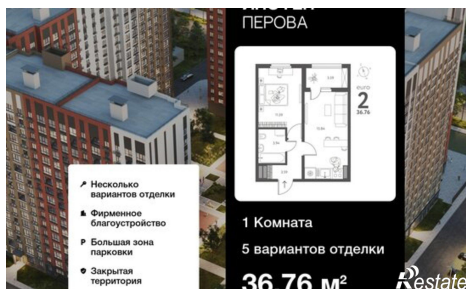 ПЕРОВА
euro
2
36.76
Несколько
вариантов отделки
Фирменное
благоустройство
P Большая зона
парковки
Закрытая
территория
1 Комната
5 вариантов отделки
36.76 м²
Restate